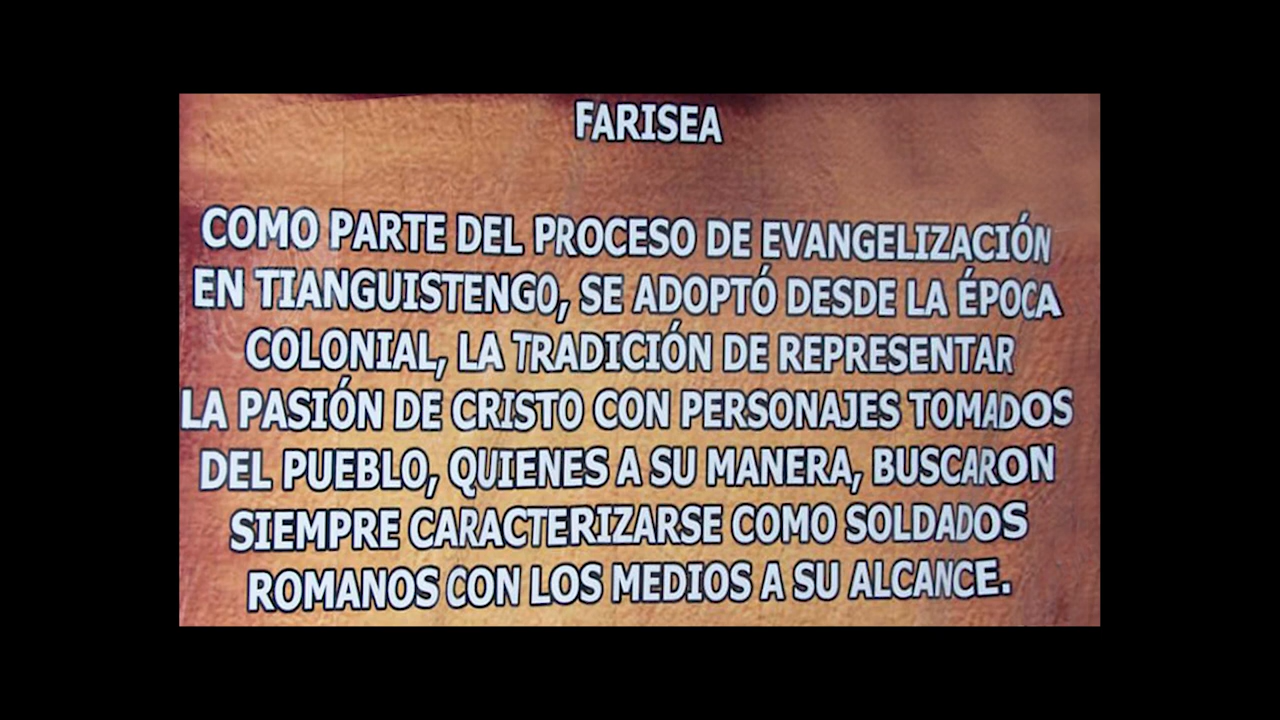 FARISEA
COMO PARTE DEL PROCESO DE EVANGELIZACIÓN
EN TIANGUISTENGO, SE ADOPTÓ DESDE LA ÉPOCA
COLONIAL, LA TRADICIÓN DE REPRESENTAR
LA PASIÓN DE CRISTO CON PERSONAJES TOMADOS
DEL PUEBLO, QUIENES A SU MANERA, BUSCARON
SIEMPRE CARACTERIZARSE COMO SOLDADOS
ROMANOS CON LOS MEDIOS A SU ALCANCE.